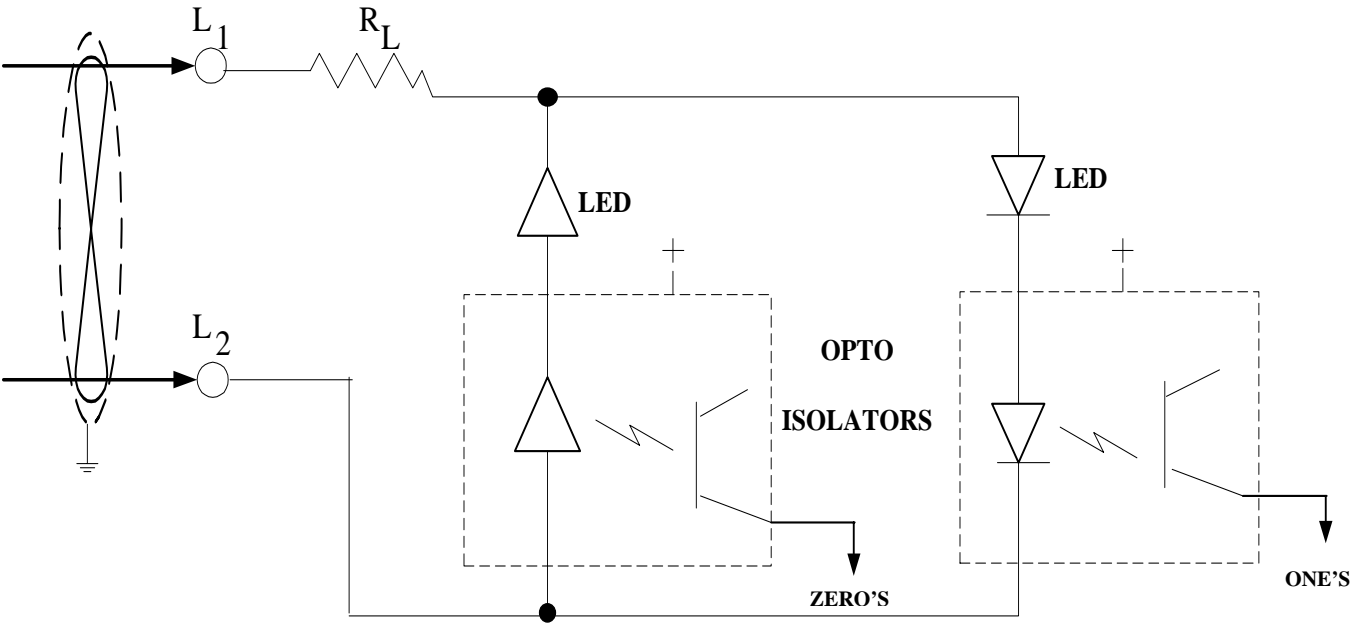 L1
RL
LED
LED
+
+
L2
OPTO
ISOLATORS
ZERO'S
ONE'S